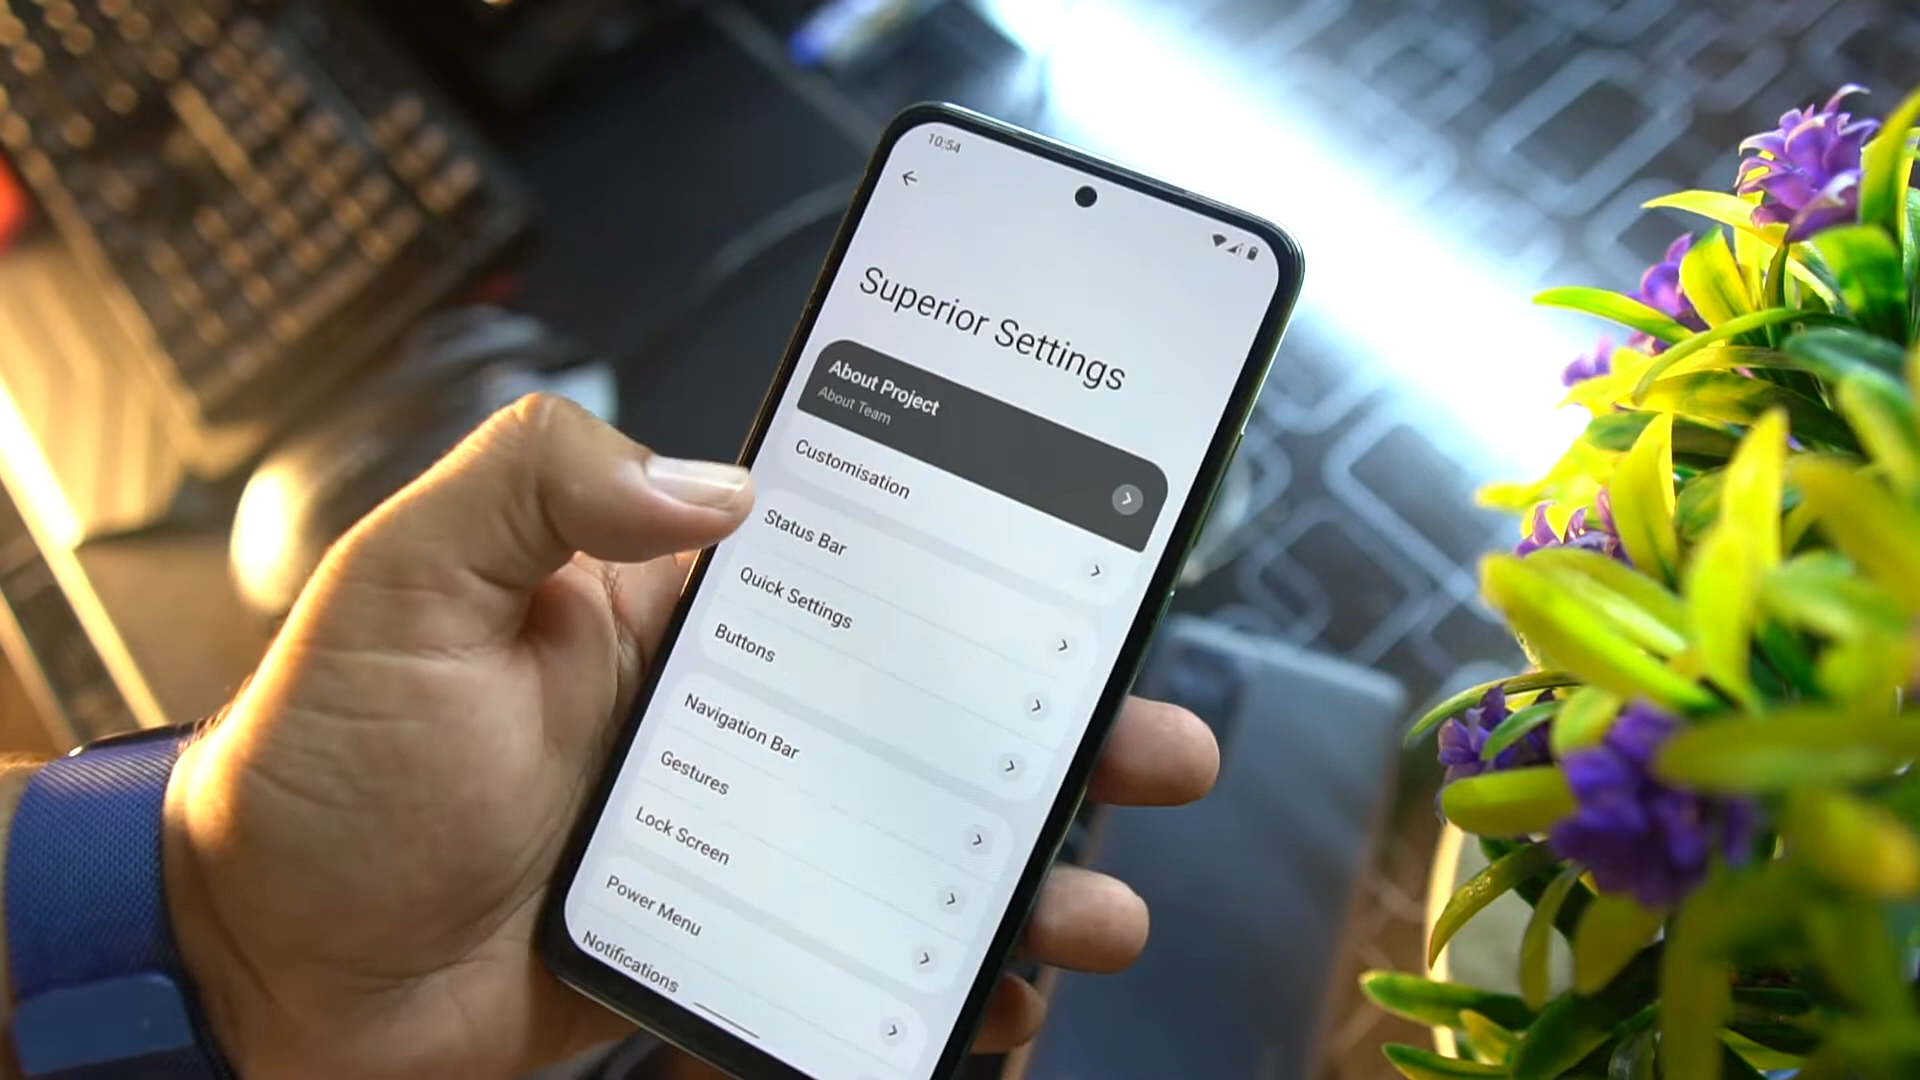 10:54
Superior Settings
About Project
About Team
Customisation
Status Bar
Quick Settings
Buttons
Navigation Bar
Gestures
Lock Screen
Power Menu
Notifications